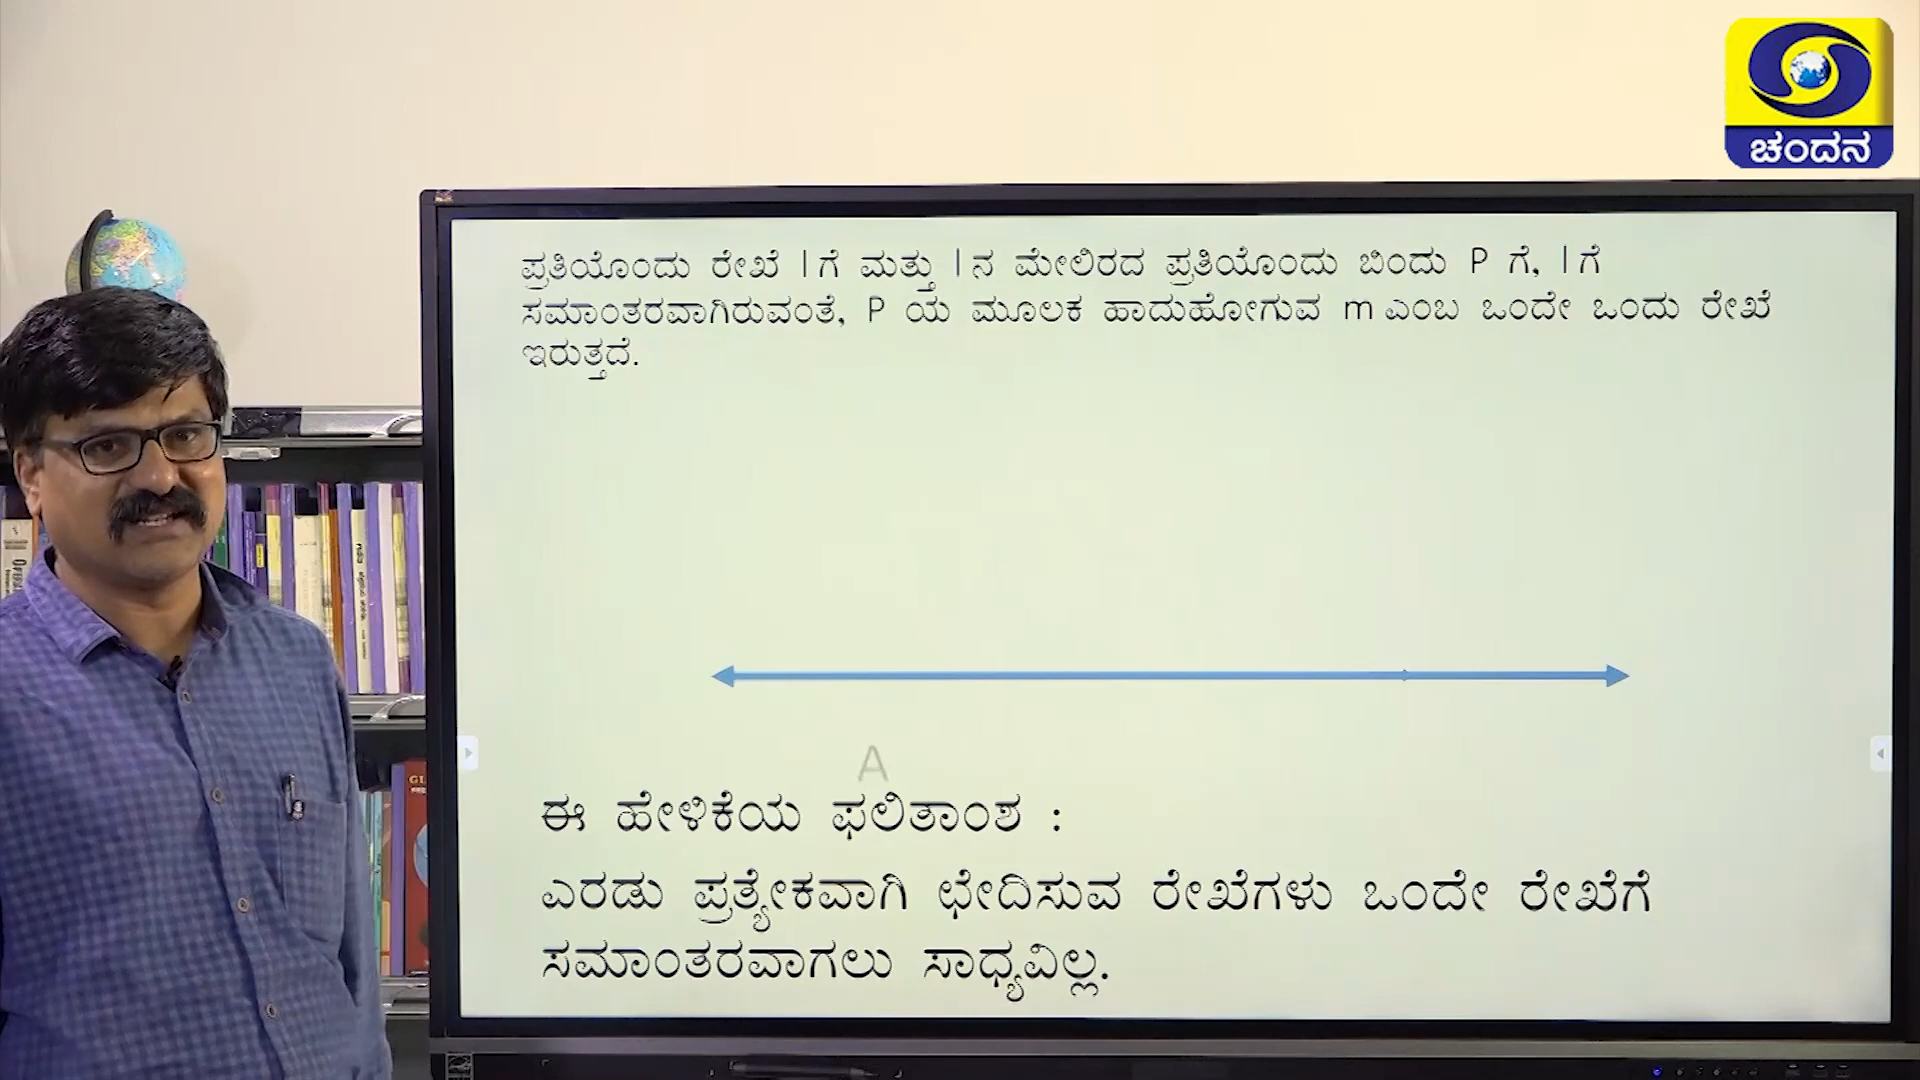 ಚಂದನ
ಪ್ರತಿಯೊಂದು ರೇಖೆ l ಗೆ ಮತ್ತು l ನ ಮೇಲಿರದ ಪ್ರತಿಯೊಂದು ಬಿಂದು P ಗೆ, l ಗೆ
ಸಮಾಂತರವಾಗಿರುವಂತೆ, P ಯ ಮೂಲಕ ಹಾದುಹೋಗುವ m ಎಂಬ ಒಂದೇ ಒಂದು ರೇಖೆ
ಇರುತ್ತದೆ.
A
ಈ ಹೇಳಿಕೆಯ ಫಲಿತಾಂಶ :
ಎರಡು ಪ್ರತ್ಯೇಕವಾಗಿ ಛೇದಿಸುವ ರೇಖೆಗಳು ಒಂದೇ ರೇಖೆಗೆ
ಸಮಾಂತರವಾಗಲು ಸಾಧ್ಯವಿಲ್ಲ.